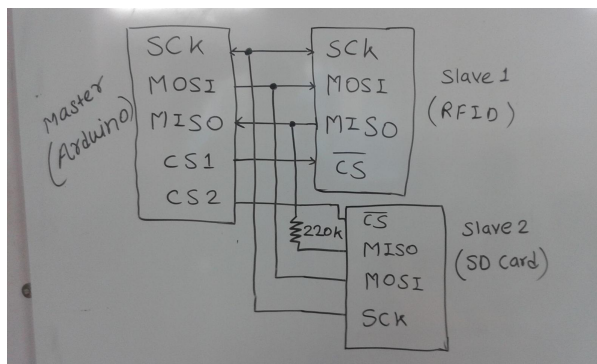 Master
(Arduino)
SCK
MOSI
MISO
CS1
CS2
SCK
MOSI
MISO
CS
Slave 1
(RFID)
220k
CS
MISO
MOSI
SCK
Slave 2
(SD Card)